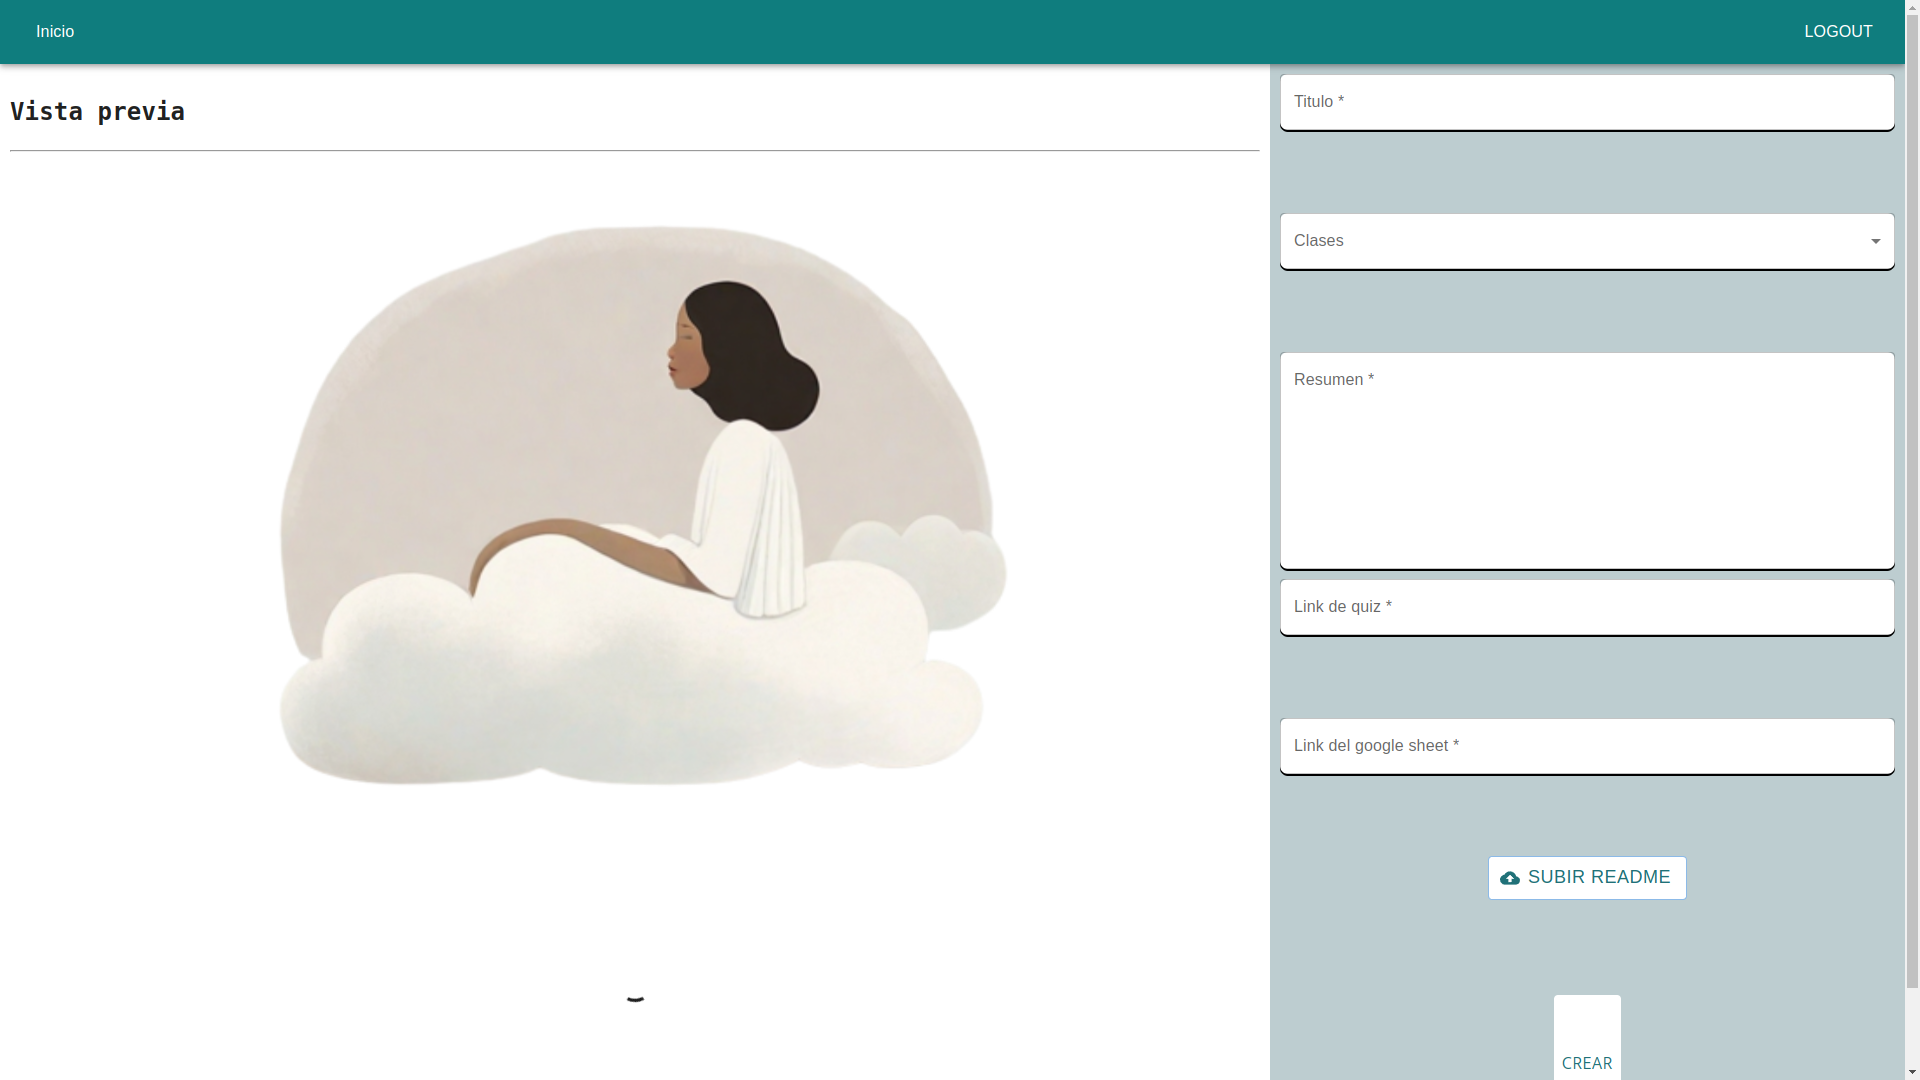 Inicio
LOGOUT
Vista previa
Titulo *
Clases
Resumen *
Link de quiz *
Link del google sheet *
SUBIR README
CREAR